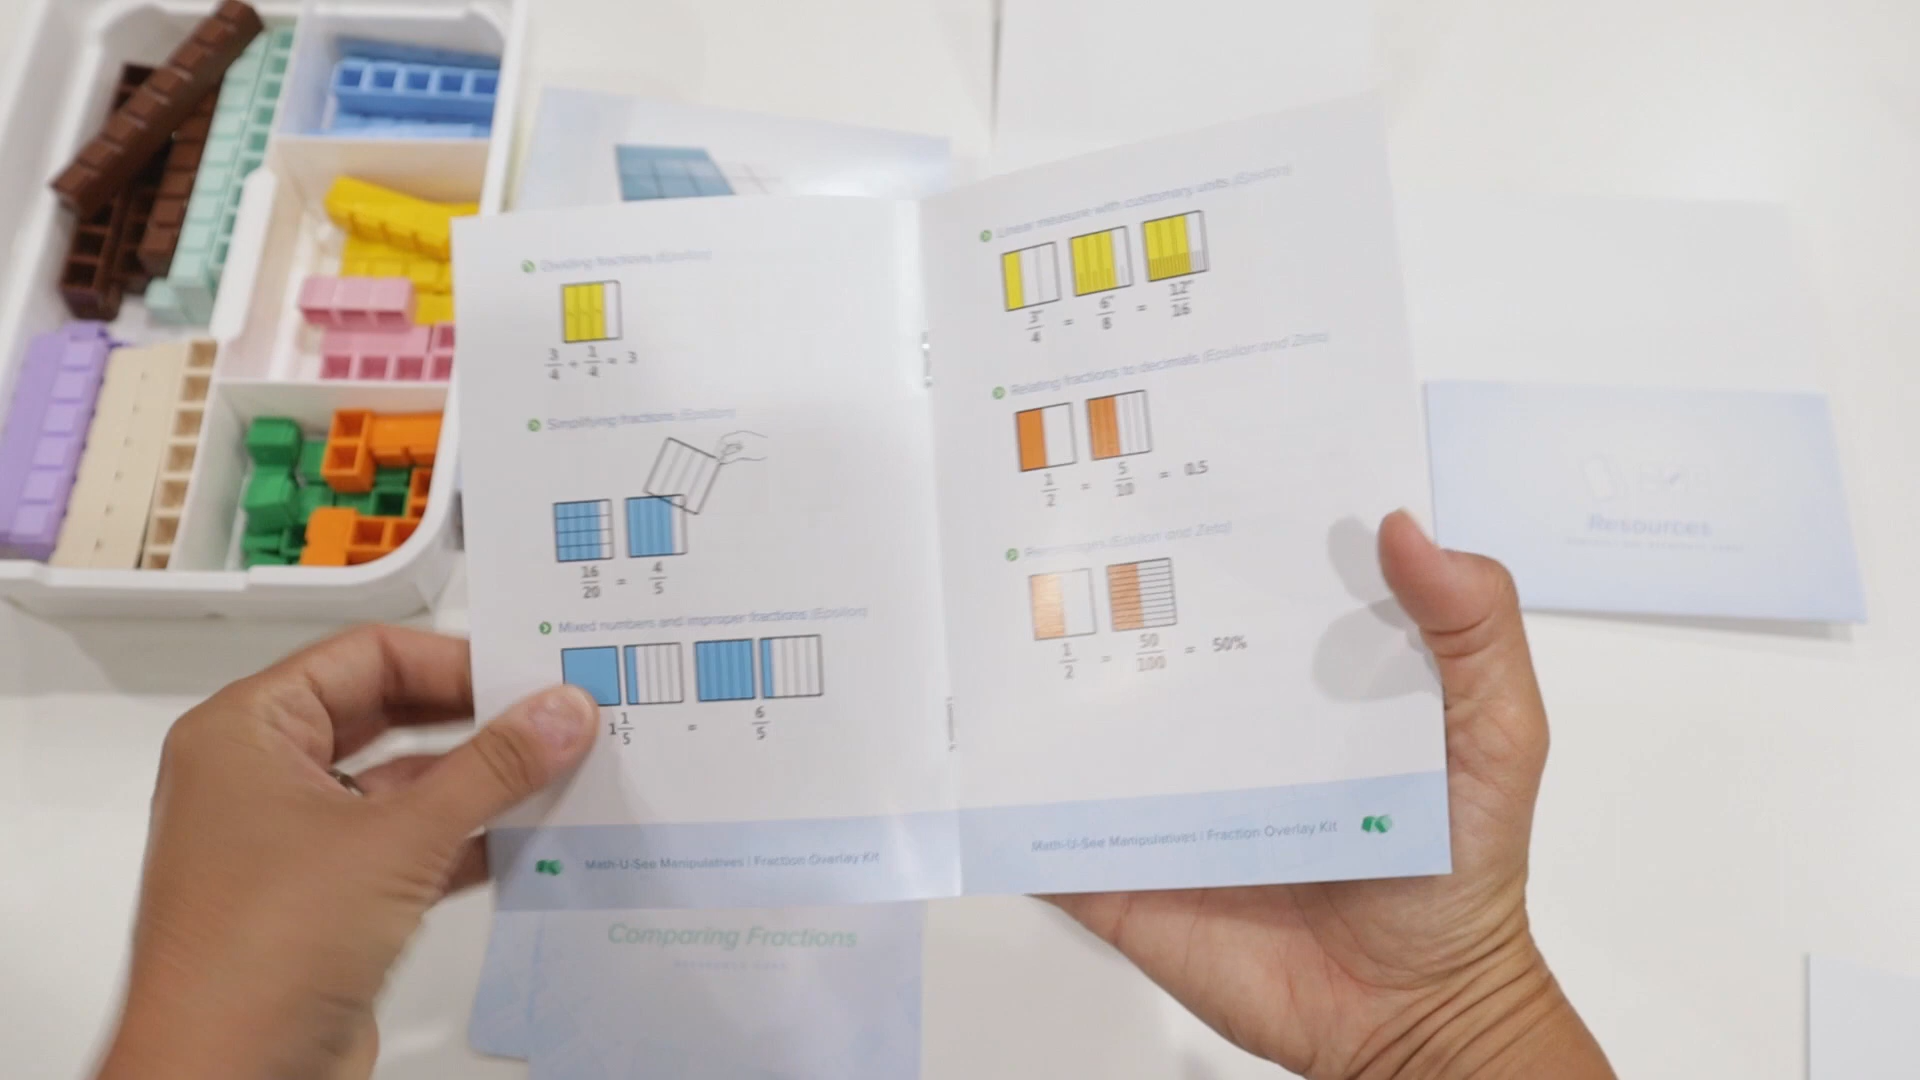 Dividing fractions (Epsilon)
3/4 ÷ 1/4 = 3
Simplifying fractions (Epsilon)
16/20 = 4/5
Mixed numbers and improper fractions (Epsilon)
1 1/5 = 6/5
Math-U-See Manipulatives | Fraction Overlay Kit
Linear measure with customary units (Epsilon)
3"/4 = 6"/8 = 12"/16
Relating fractions to decimals (Epsilon and Zeta)
1/2 = 5/10 = 0.5
Percentages (Epsilon and Zeta)
1/2 = 50/100 = 50%
Math-U-See Manipulatives | Fraction Overlay Kit
Resources
Comparing Fractions